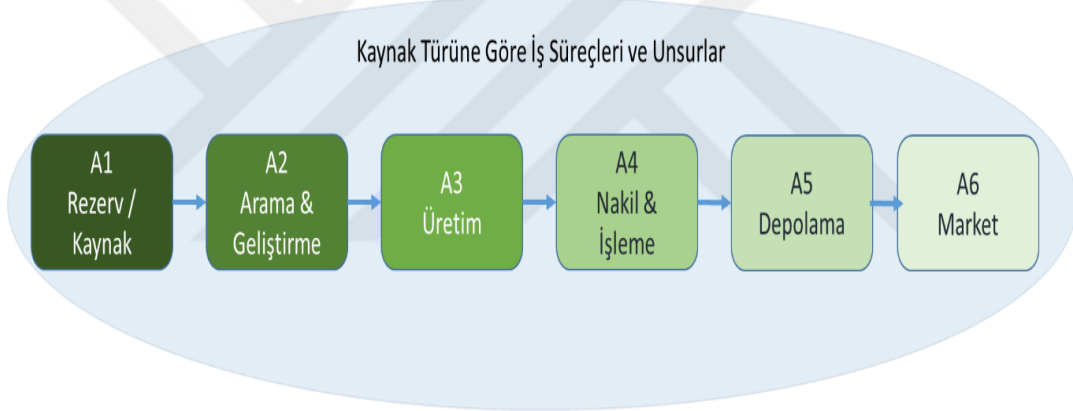 Kaynak Türüne Göre İş Süreçleri ve Unsurlar
A1
Rezerv /
Kaynak
A2
Arama &
Geliştirme
A3
Üretim
A4
Nakil &
İşleme
A5
Depolama
A6
Market